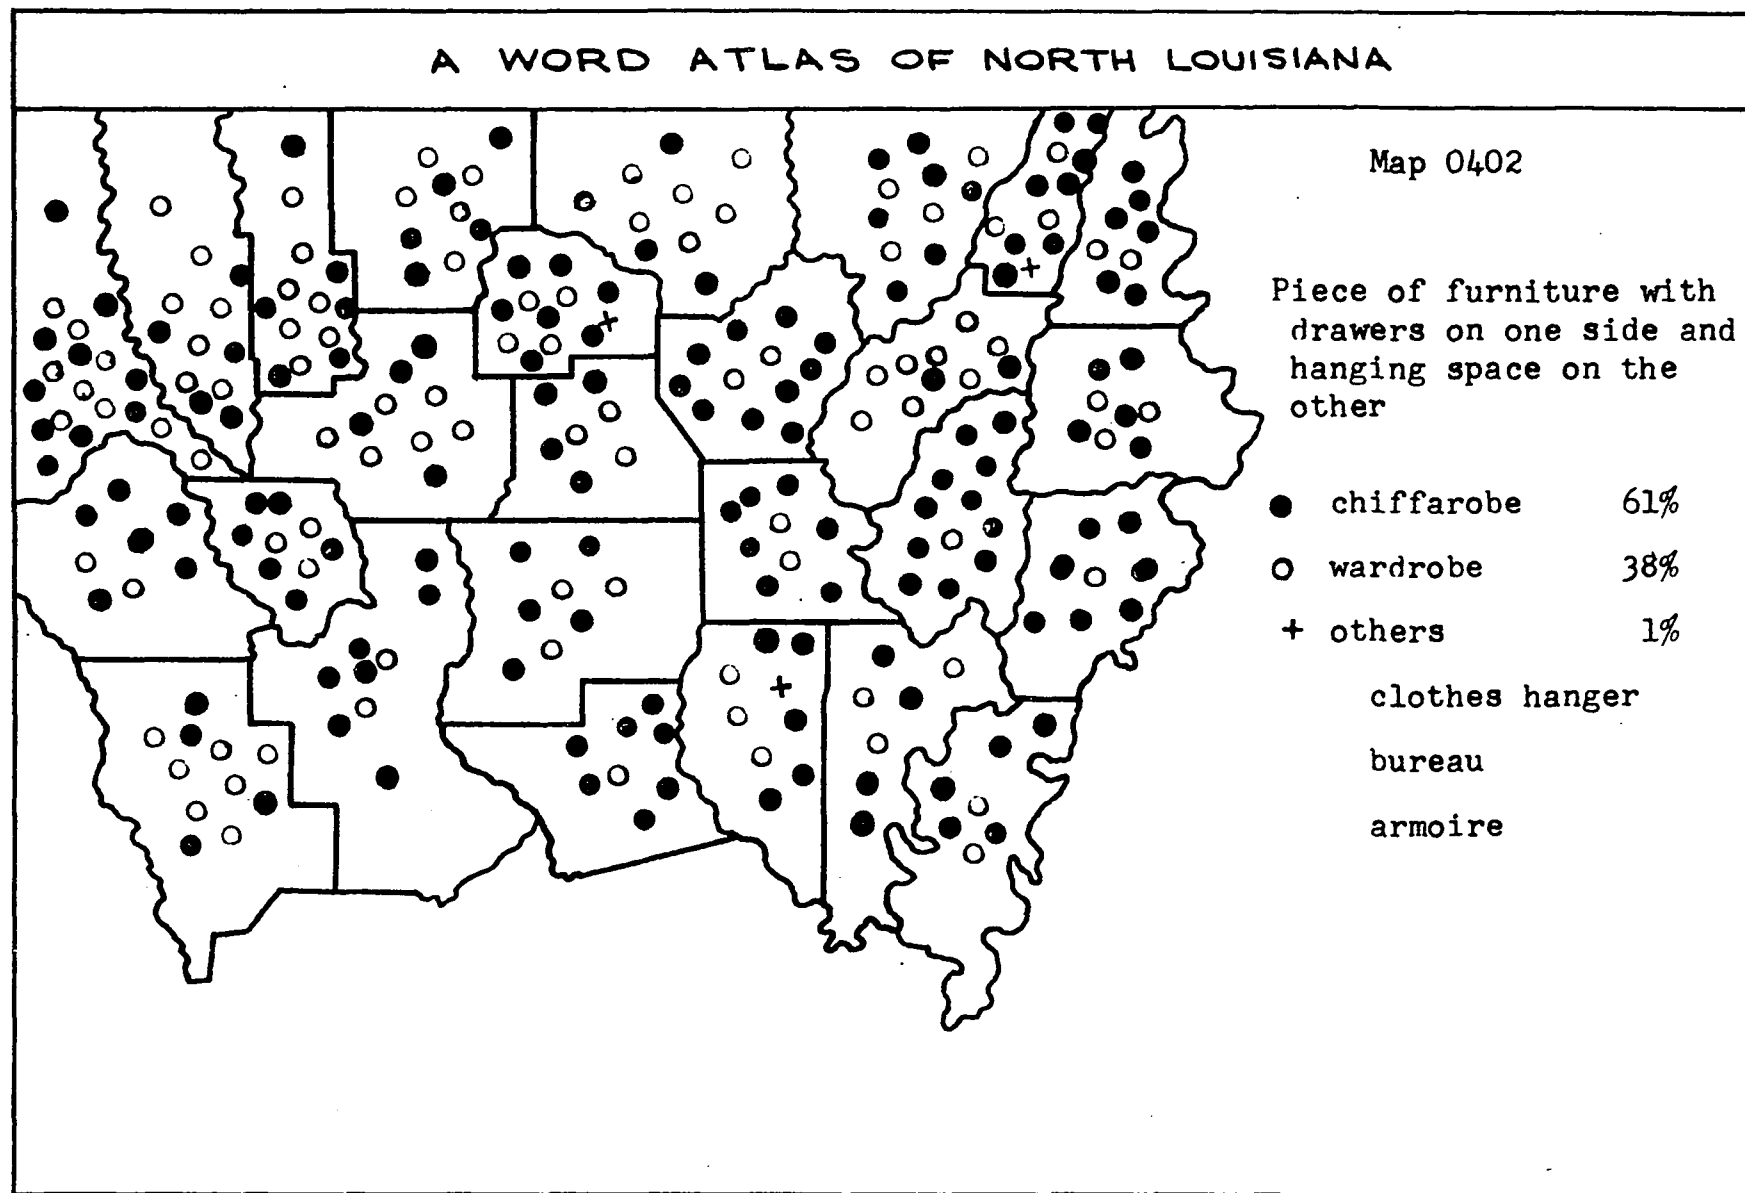 A WORD ATLAS OF NORTH LOUISIANA
Map 0402
Piece of furniture with
drawers on one side and
hanging space on the
other
● chiffarobe 61%
○ wardrobe 38%
+ others 1%
clothes hanger
bureau
armoire